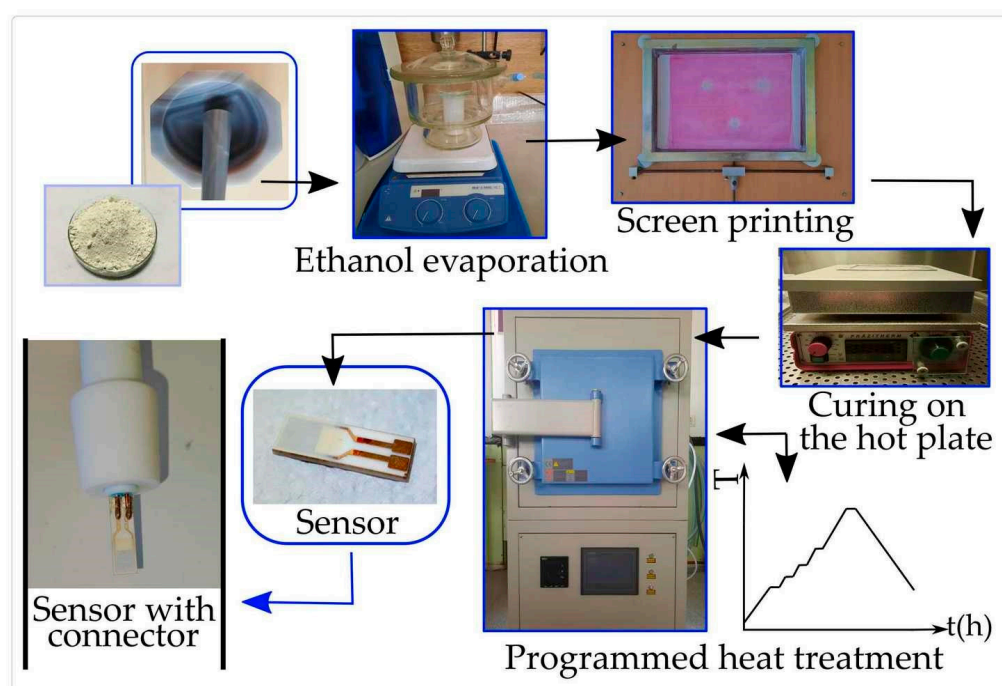 Ethanol evaporation
Screen printing
Curing on
the hot plate
T
t(h)
Programmed heat treatment
Sensor
Sensor with
connector